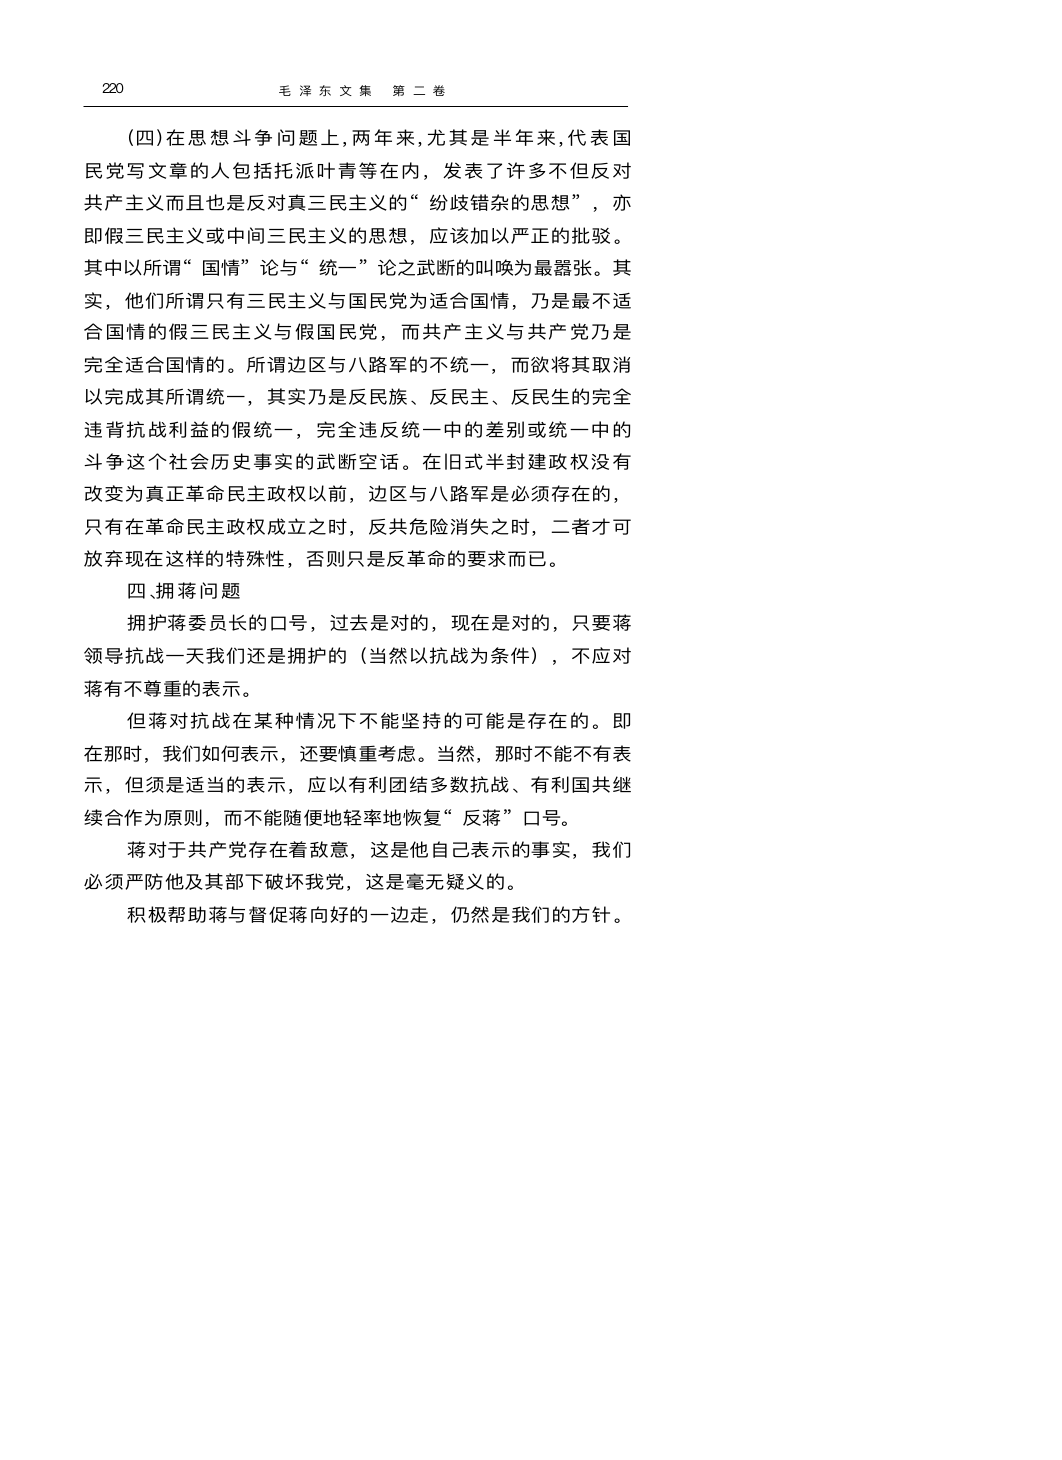 220
毛泽东文集 第二卷
(四)在思想斗争问题上,两年来,尤其是半年来,代表国
民党写文章的人包括托派叶青等在内，发表了许多不但反对
共产主义而且也是反对真三民主义的“纷歧错杂的思想”，亦
即假三民主义或中间三民主义的思想，应该加以严正的批驳。
其中以所谓“国情”论与“统一”论之武断的叫唤为最嚣张。其
实，他们所谓只有三民主义与国民党为适合国情，乃是最不适
合国情的假三民主义与假国民党，而共产主义与共产党乃是
完全适合国情的。所谓边区与八路军的不统一，而欲将其取消
以完成其所谓统一，其实乃是反民族、反民主、反民生的完全
违背抗战利益的假统一，完全违反统一中的差别或统一中的
斗争这个社会历史事实的武断空话。在旧式半封建政权没有
改变为真正革命民主政权以前，边区与八路军是必须存在的，
只有在革命民主政权成立之时，反共危险消失之时，二者才可
放弃现在这样的特殊性，否则只是反革命的要求而已。
四、拥蒋问题
拥护蒋委员长的口号，过去是对的，现在是对的，只要蒋
领导抗战一天我们还是拥护的（当然以抗战为条件），不应对
蒋有不尊重的表示。
但蒋对抗战在某种情况下不能坚持的可能是存在的。即
在那时，我们如何表示，还要慎重考虑。当然，那时不能不有表
示，但须是适当的表示，应以有利团结多数抗战、有利国共继
续合作为原则，而不能随便地轻率地恢复“反蒋”口号。
蒋对于共产党存在着敌意，这是他自己表示的事实，我们
必须严防他及其部下破坏我党，这是毫无疑义的。
积极帮助蒋与督促蒋向好的一边走，仍然是我们的方针。